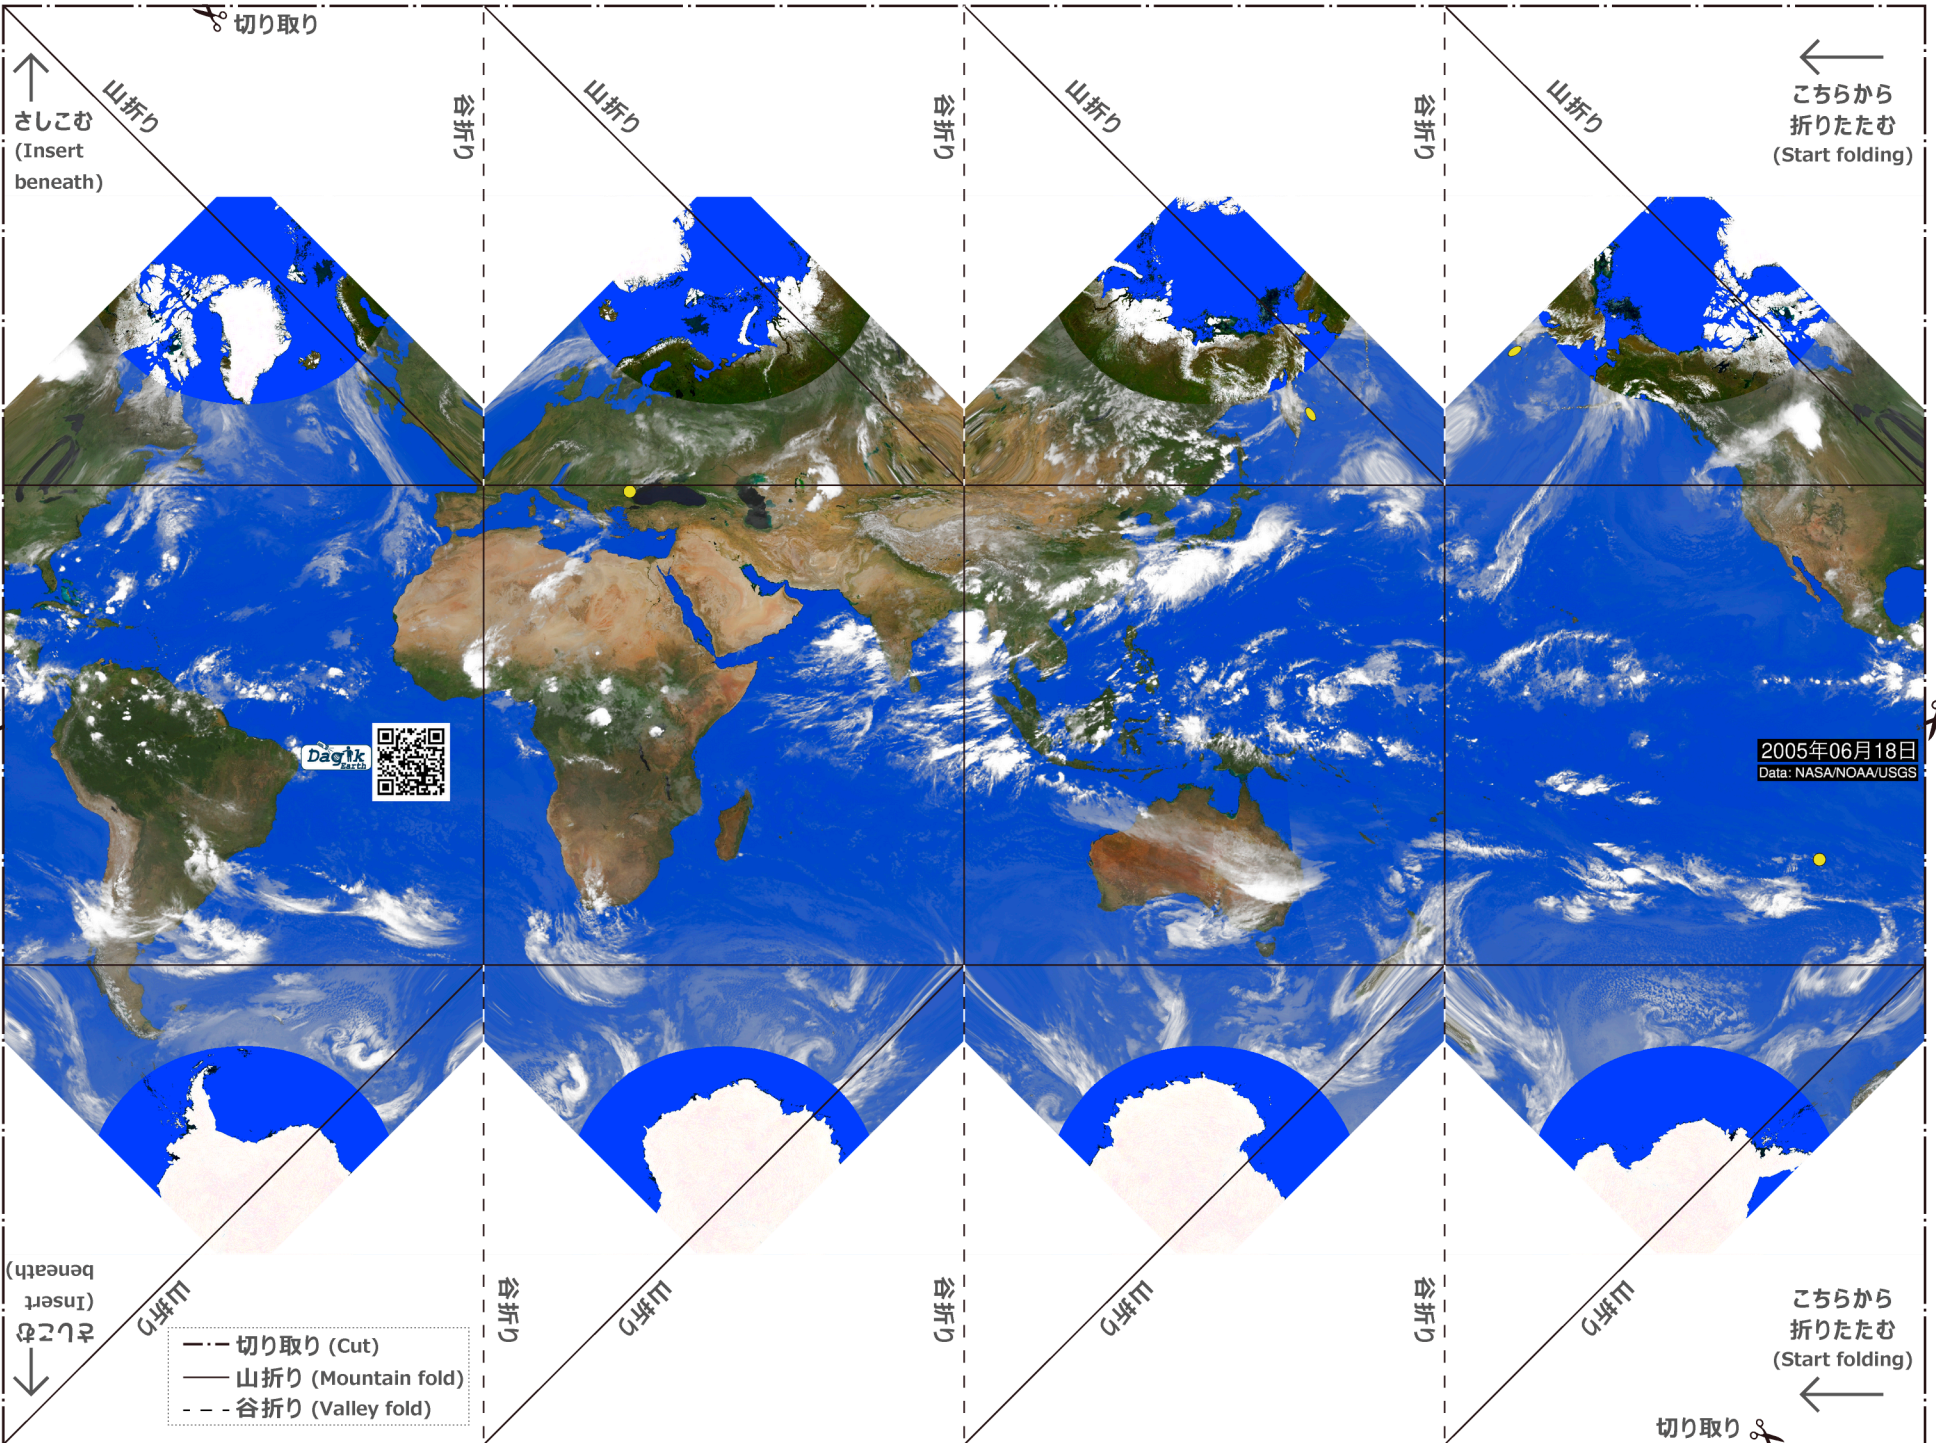 切り取り
山折り
谷折り
山折り
谷折り
山折り
谷折り
山折り
さしこむ
(Insert
beneath)
こちらから
折りたたむ
(Start folding)
Dagik
Earth
2005年06月18日
Data: NASA/NOAA/USGS
さしこむ
(Insert
beneath)
山折り
谷折り
山折り
谷折り
山折り
谷折り
山折り
こちらから
折りたたむ
(Start folding)
切り取り (Cut)
山折り (Mountain fold)
谷折り (Valley fold)
切り取り